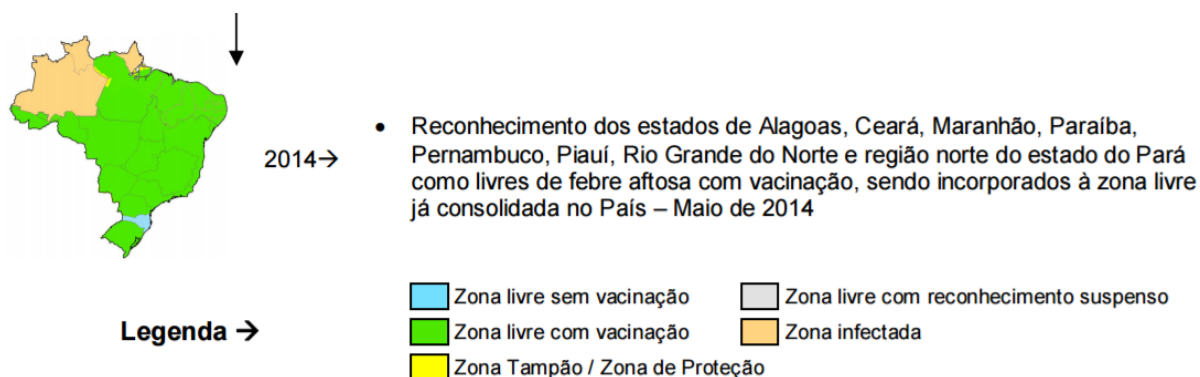 2014→
• Reconhecimento dos estados de Alagoas, Ceará, Maranhão, Paraíba,
Pernambuco, Piauí, Rio Grande do Norte e região norte do estado do Pará
como livres de febre aftosa com vacinação, sendo incorporados à zona livre
já consolidada no País – Maio de 2014
Legenda →
Zona livre sem vacinação
Zona livre com reconhecimento suspenso
Zona livre com vacinação
Zona infectada
Zona Tampão / Zona de Proteção